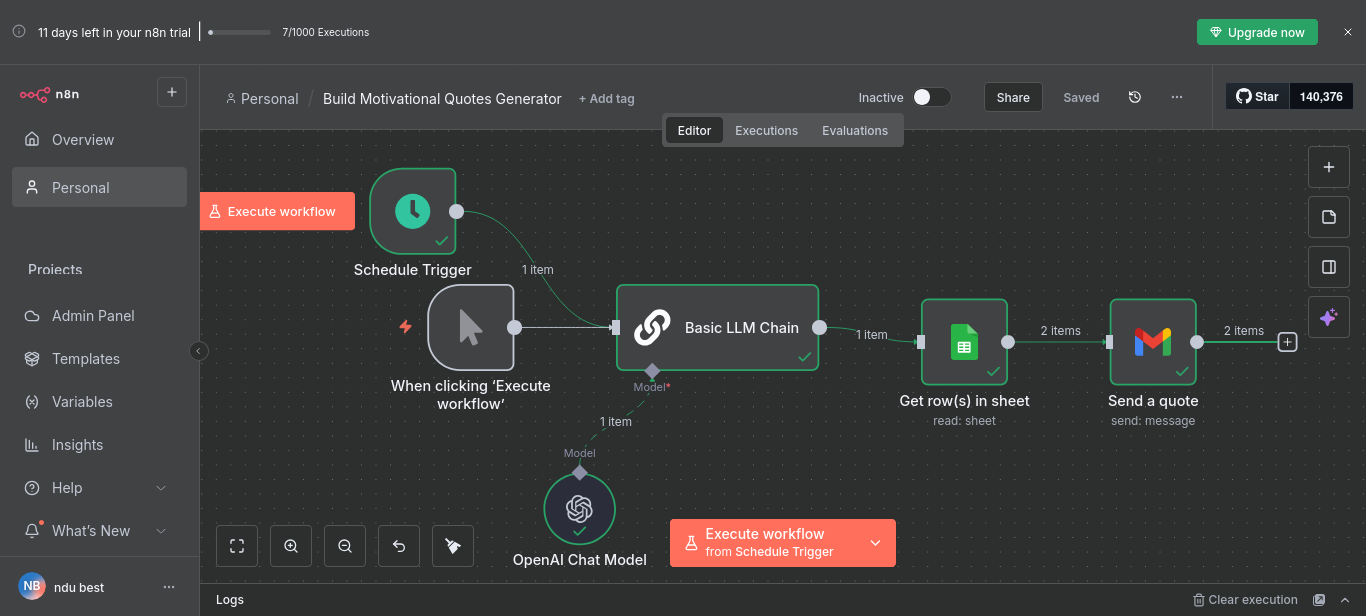 11 days left in your n8n trial
7/1000 Executions
Upgrade now
n8n
Personal / Build Motivational Quotes Generator
+ Add tag
Inactive
Share
Saved
Star
140,376
Editor
Executions
Evaluations
Overview
Personal
Projects
Admin Panel
Templates
Variables
Insights
Help
What's New
NB
ndu best
Execute workflow
Schedule Trigger
1 item
When clicking ‘Execute
workflow’
Basic LLM Chain
Model*
1 item
Model
OpenAI Chat Model
1 item
Get row(s) in sheet
read: sheet
2 items
Send a quote
send: message
2 items
Execute workflow
from Schedule Trigger
Logs
Clear execution